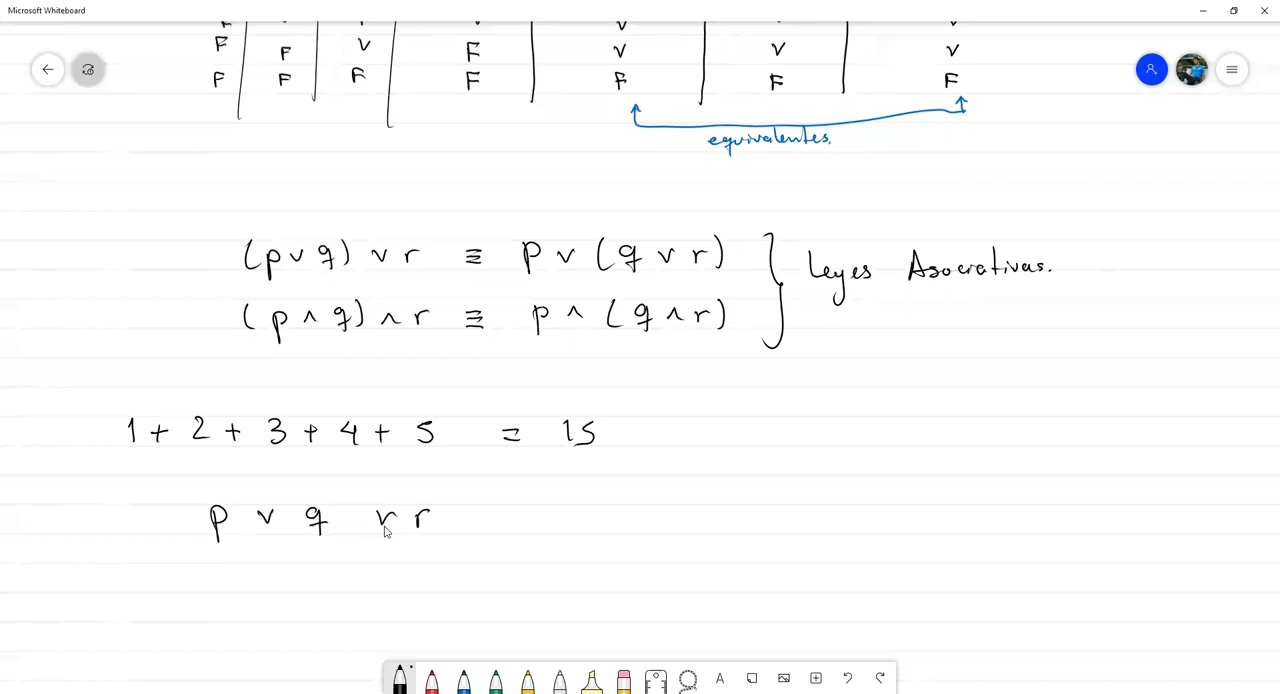 Microsoft Whiteboard
F F V F V V V
F F F F F F F
equivalentes.
(p ∨ q) ∨ r ≡ p ∨ (q ∨ r)
(p ∧ q) ∧ r ≡ p ∧ (q ∧ r)
Leyes Asociativas.
1 + 2 + 3 + 4 + 5 = 15
p ∨ q ∨ r
A